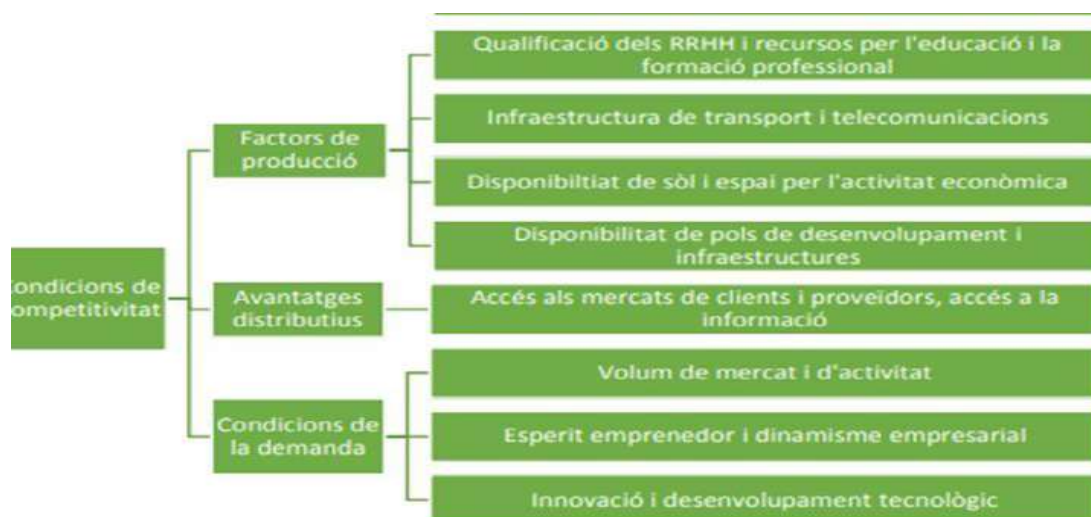 Qualificació dels RRHH i recursos per l'educació i la
formació professional
Infraestructura de transport i telecomunicacions
Factors de
producció
Disponibiltiat de sòl i espai per l'activitat econòmica
Disponibilitat de pols de desenvolupament i
infraestructures
ondicions de
ompetitivitat
Avantatges
distributius
Accés als mercats de clients i proveïdors, accés a la
informació
Volum de mercat i d'activitat
Condicions de
la demanda
Esperit emprenedor i dinamisme empresarial
Innovació i desenvolupament tecnològic